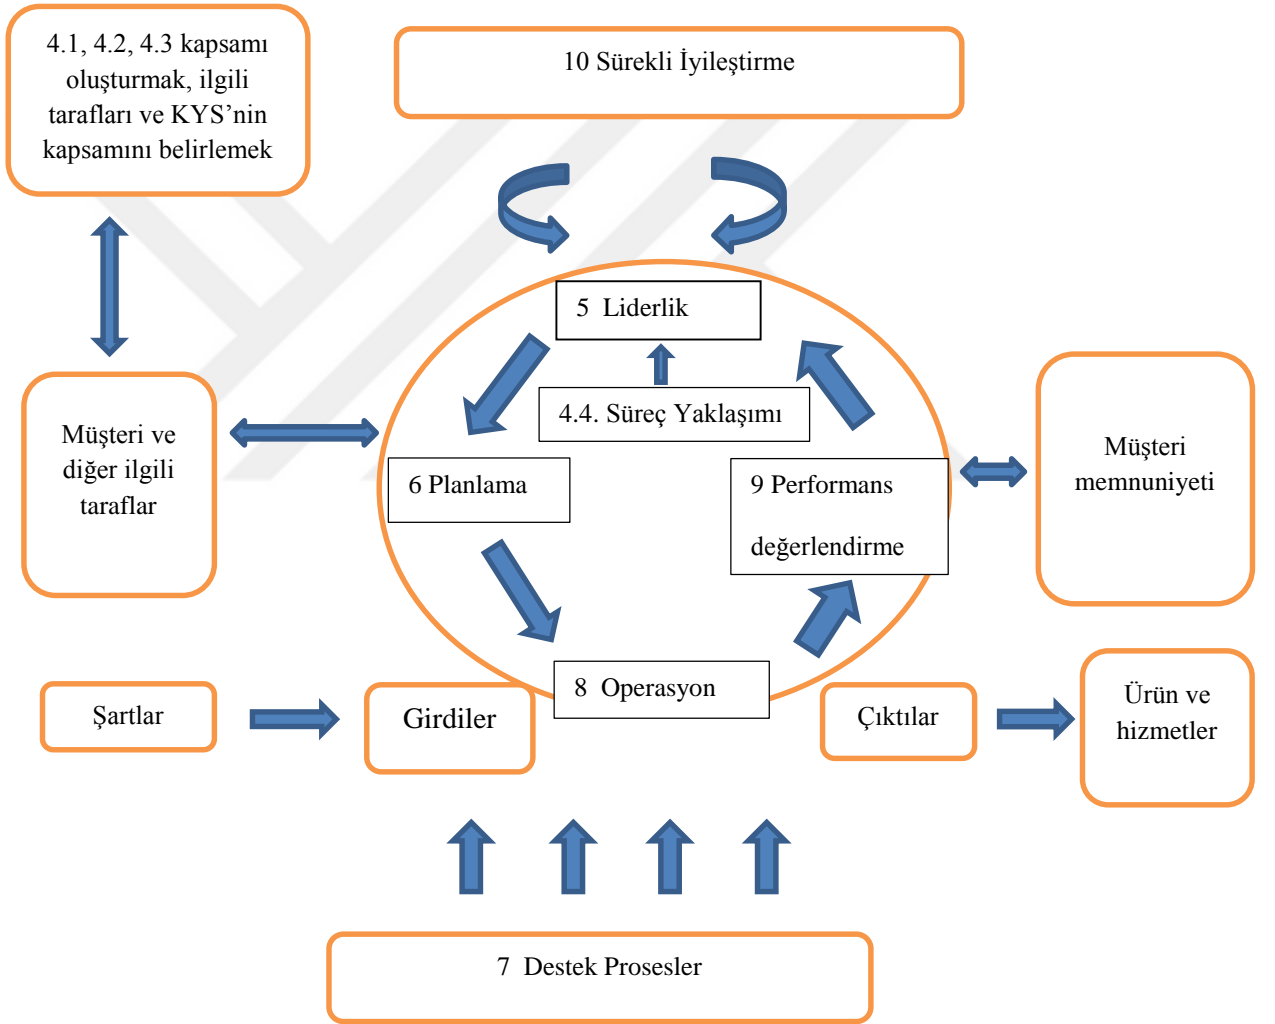 4.1, 4.2, 4.3 kapsamı
oluşturmak, ilgili
tarafları ve KYS’nin
kapsamını belirlemek
10 Sürekli İyileştirme
5 Liderlik
4.4. Süreç Yaklaşımı
Müşteri ve
diğer ilgili
taraflar
6 Planlama
9 Performans
değerlendirme
Müşteri
memnuniyeti
8 Operasyon
Şartlar
Girdiler
Çıktılar
Ürün ve
hizmetler
7 Destek Prosesler